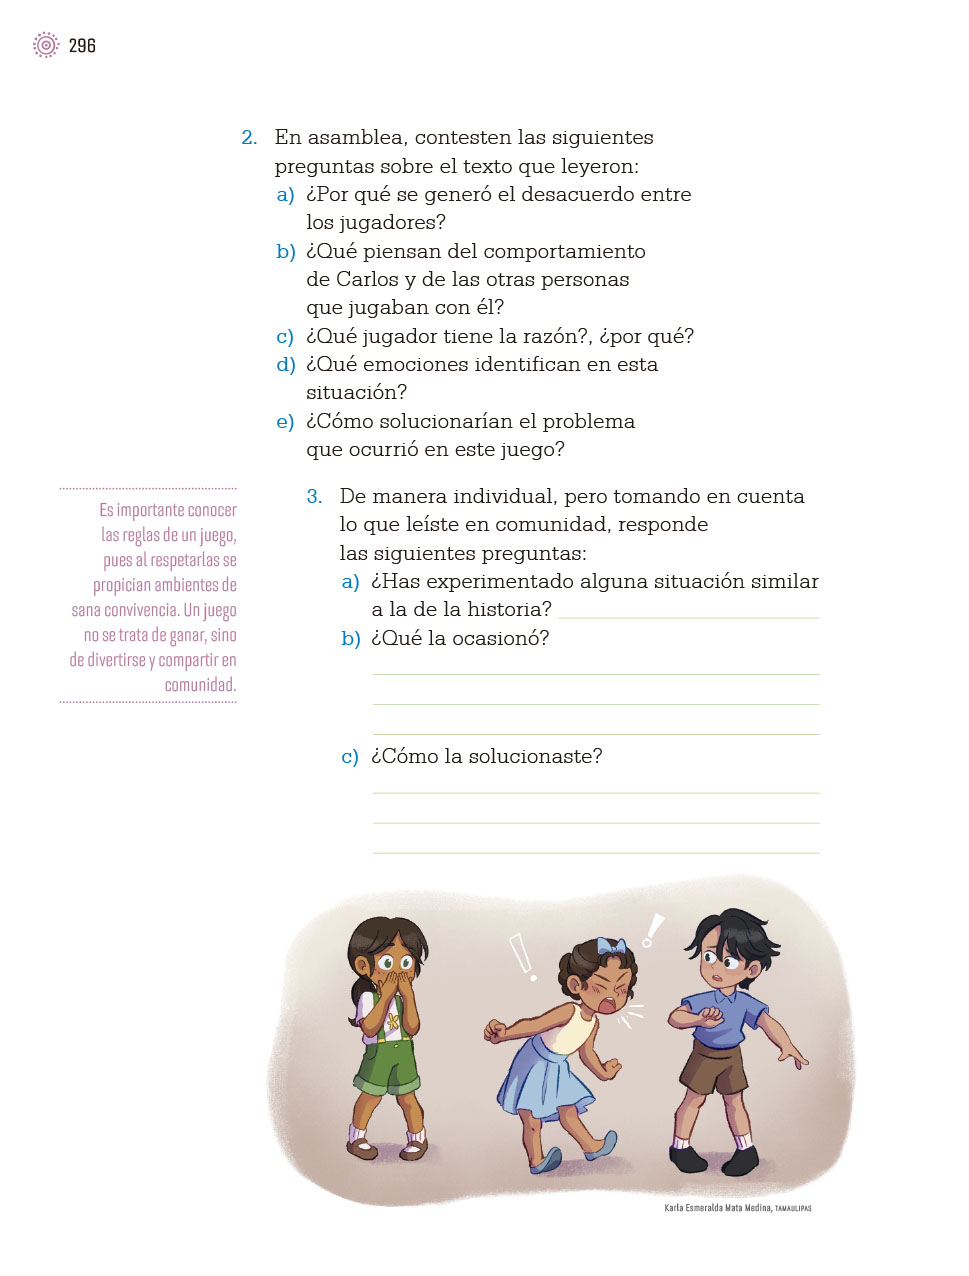 296
2. En asamblea, contesten las siguientes
preguntas sobre el texto que leyeron:
a) ¿Por qué se generó el desacuerdo entre
los jugadores?
b) ¿Qué piensan del comportamiento
de Carlos y de las otras personas
que jugaban con él?
c) ¿Qué jugador tiene la razón?, ¿por qué?
d) ¿Qué emociones identifican en esta
situación?
e) ¿Cómo solucionarían el problema
que ocurrió en este juego?
Es importante conocer
las reglas de un juego,
pues al respetarlas se
propician ambientes de
sana convivencia. Un juego
no se trata de ganar, sino
de divertirse y compartir en
comunidad.
3. De manera individual, pero tomando en cuenta
lo que leíste en comunidad, responde
las siguientes preguntas:
a) ¿Has experimentado alguna situación similar
a la de la historia?
b) ¿Qué la ocasionó?
c) ¿Cómo la solucionaste?
Karla Esmeralda Mata Medina, TAMAULIPAS